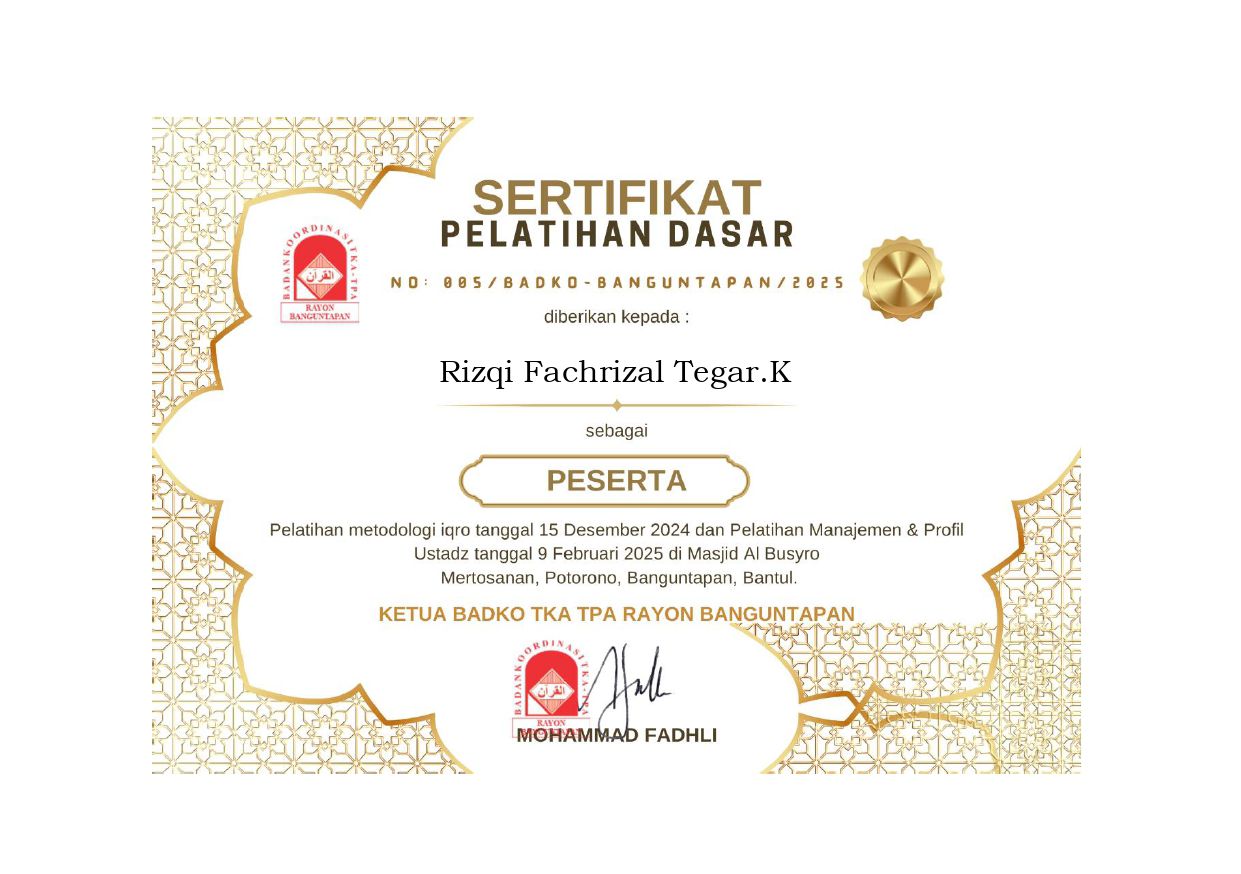 SERTIFIKAT
PELATIHAN DASAR
BADAN KOORDINASI TKA-TPA
القرآن
RAYON
BANGUNTAPAN
NO: 005/BADKO-BANGUNTAPAN/2025
diberikan kepada :
Rizqi Fachrizal Tegar.K
sebagai
PESERTA
Pelatihan metodologi iqro tanggal 15 Desember 2024 dan Pelatihan Manajemen & Profil
Ustadz tanggal 9 Februari 2025 di Masjid Al Busyro
Mertosanan, Potorono, Banguntapan, Bantul.
KETUA BADKO TKA TPA RAYON BANGUNTAPAN
BADAN KOORDINASI TKA-TPA
القرآن
RAYON
BANGUNTAPAN
MOHAMMAD FADHLI